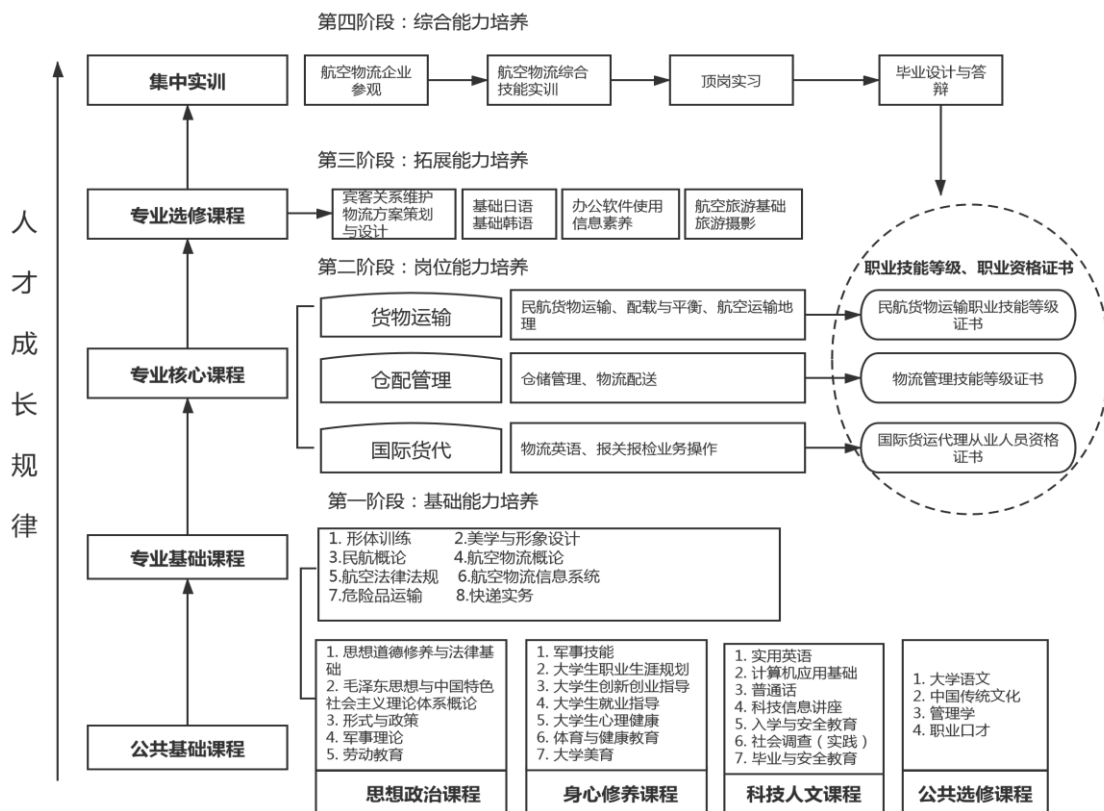 第四阶段：综合能力培养
集中实训
航空物流企业
参观
航空物流综合
技能实训
顶岗实习
毕业设计与答
辩
第三阶段：拓展能力培养
专业选修课程
宾客关系维护
物流方案策划
与设计
基础日语
基础韩语
办公软件使用
信息素养
航空旅游基础
旅游摄影
人才成长规律
第二阶段：岗位能力培养
职业技能等级、职业资格证书
专业核心课程
货物运输
民航货物运输、配载与平衡、航空运输地
理
民航货物运输职业技能等级
证书
仓配管理
仓储管理、物流配送
物流管理技能等级证书
国际货代
物流英语、报关报检业务操作
国际货运代理从业人员资格
证书
第一阶段：基础能力培养
专业基础课程
1. 形体训练 2.美学与形象设计
3.民航概论 4.航空物流概论
5.航空法律法规 6.航空物流信息系统
7.危险品运输 8.快递实务
公共基础课程
1. 思想道德修养与法律基
础
2. 毛泽东思想与中国特色
社会主义理论体系概论
3. 形式与政策
4. 军事理论
5. 劳动教育
思想政治课程
1. 军事技能
2. 大学生职业生涯规划
3. 大学生创新创业指导
4. 大学生就业指导
5. 大学生心理健康
6. 体育与健康教育
7. 大学美育
身心修养课程
1. 实用英语
2. 计算机应用基础
3. 普通话
4. 科技信息讲座
5. 入学与安全教育
6. 社会调查（实践）
7. 毕业与安全教育
科技人文课程
1. 大学语文
2. 中国传统文化
3. 管理学
4. 职业口才
公共选修课程